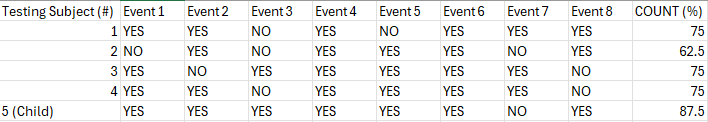 Testing Subject (#) Event 1 Event 2 Event 3 Event 4 Event 5 Event 6 Event 7 Event 8 COUNT (%)
1 YES YES NO YES NO YES YES YES 75
2 NO YES NO YES YES YES NO YES 62.5
3 YES NO YES YES YES YES YES NO 75
4 YES YES NO YES YES YES YES NO 75
5 (Child) YES YES YES YES YES YES NO YES 87.5